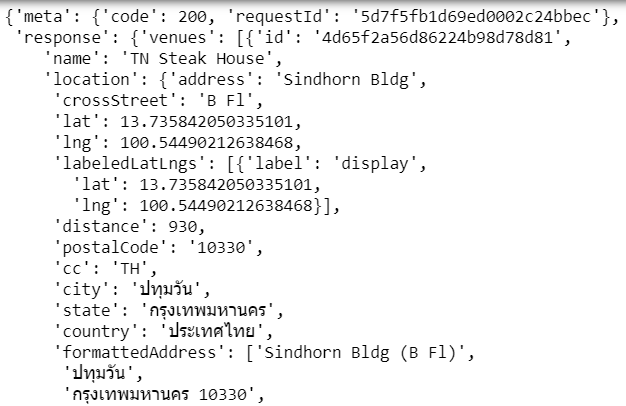 {'meta': {'code': 200, 'requestId': '5d7f5fb1d69ed0002c24bbec'},
'response': {'venues': [{'id': '4d65f2a56d86224b98d78d81',
'name': 'TN Steak House',
'location': {'address': 'Sindhorn Bldg',
'crossStreet': 'B Fl',
'lat': 13.735842050335101,
'lng': 100.54490212638468,
'labeledLatLngs': [{'label': 'display',
'lat': 13.735842050335101,
'lng': 100.54490212638468}],
'distance': 930,
'postalCode': '10330',
'cc': 'TH',
'city': 'ปทุมวัน',
'state': 'กรุงเทพมหานคร',
'country': 'ประเทศไทย',
'formattedAddress': ['Sindhorn Bldg (B Fl)',
'ปทุมวัน',
'กรุงเทพมหานคร 10330',